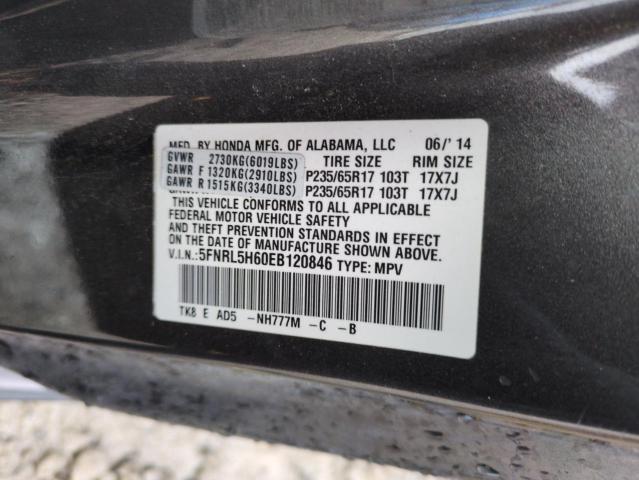 MFD. BY HONDA MFG. OF ALABAMA, LLC 06/'14
GVWR 2730KG(6019LBS) TIRE SIZE RIM SIZE
GAWR F 1320KG(2910LBS) P235/65R17 103T 17X7J
GAWR R 1515KG(3340LBS) P235/65R17 103T 17X7J
THIS VEHICLE CONFORMS TO ALL APPLICABLE
FEDERAL MOTOR VEHICLE SAFETY
AND THEFT PREVENTION STANDARDS IN EFFECT
ON THE DATE OF MANUFACTURE SHOWN ABOVE.
V.I.N.:5FNRL5H60EB120846 TYPE: MPV
TK8 E AD5 -NH777M -C -B